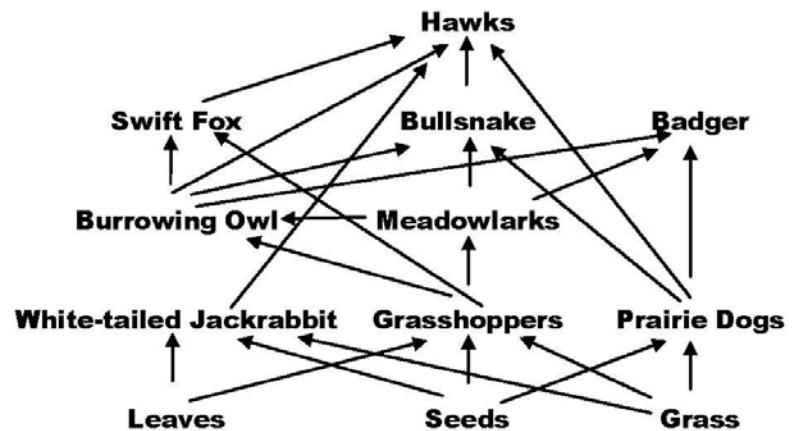 Hawks
Swift Fox Bullsnake Badger
Burrowing Owl Meadowlarks
White-tailed Jackrabbit Grasshoppers Prairie Dogs
Leaves Seeds Grass